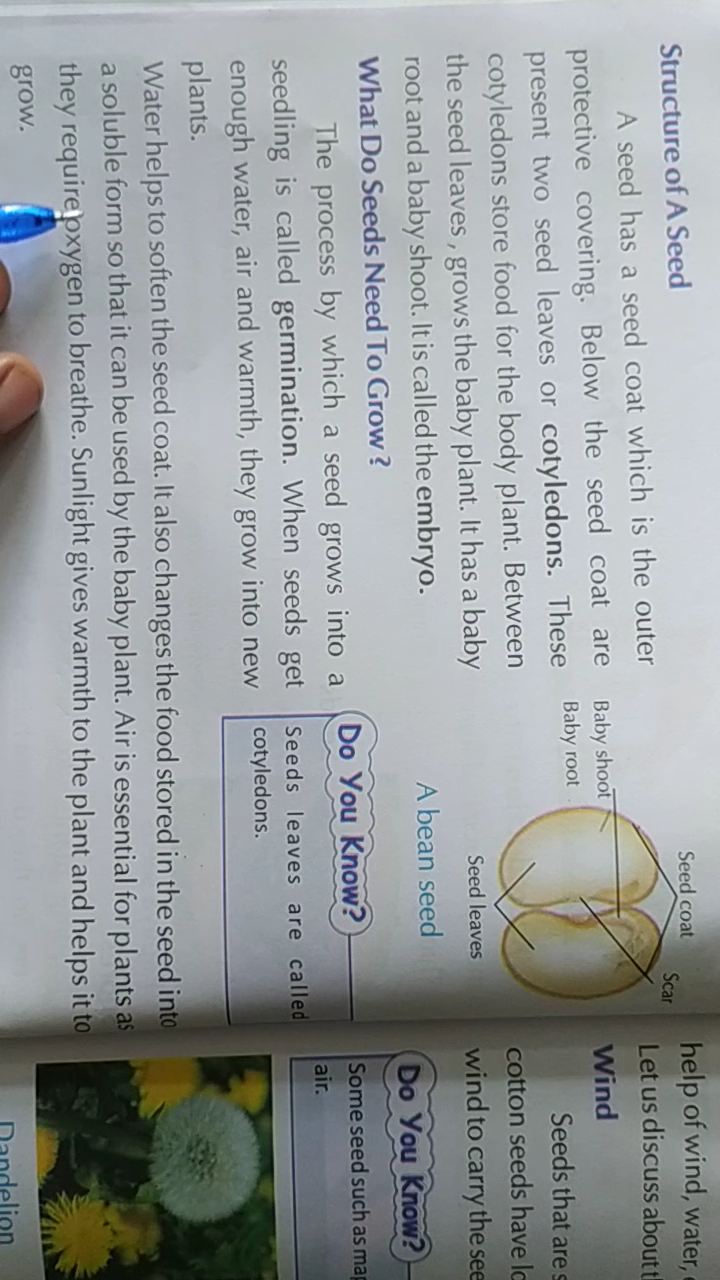 Structure of A Seed
A seed has a seed coat which is the outer
protective covering. Below the seed coat are
present two seed leaves or cotyledons. These
cotyledons store food for the body plant. Between
the seed leaves , grows the baby plant. It has a baby
root and a baby shoot. It is called the embryo.
Seed coat
Scar
Baby shoot
Baby root
Seed leaves
A bean seed
What Do Seeds Need To Grow?
The process by which a seed grows into a
seedling is called germination. When seeds get
enough water, air and warmth, they grow into new
plants.
Do You Know?
Seeds leaves are called
cotyledons.
Water helps to soften the seed coat. It also changes the food stored in the seed into
a soluble form so that it can be used by the baby plant. Air is essential for plants as
they require oxygen to breathe. Sunlight gives warmth to the plant and helps it to
grow.
help of wind, water,
Let us discuss about
Wind
Seeds that are
cotton seeds have
wind to carry the
Do You Know?
Some seed such as
air.
Dandelion